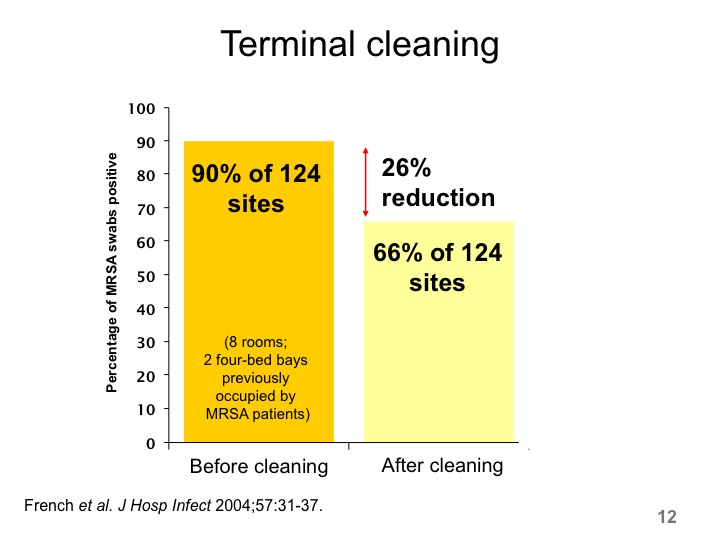 Terminal cleaning
Percentage of MRSA swabs positive
100
90
80
70
60
50
40
30
20
10
0
90% of 124
sites
(8 rooms;
2 four-bed bays
previously
occupied by
MRSA patients)
26%
reduction
66% of 124
sites
Before cleaning
After cleaning
French et al. J Hosp Infect 2004;57:31-37.
12